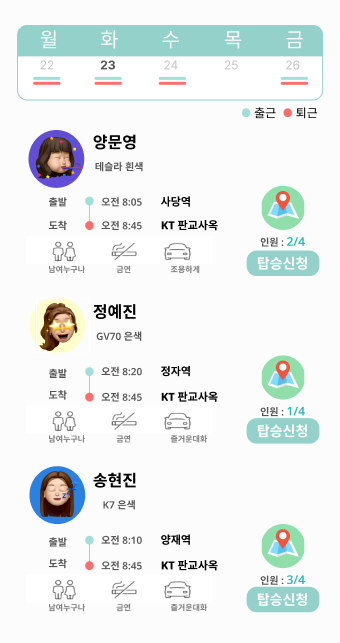 월 화 수 목 금
22 23 24 25 26
출근 퇴근
양문영
테슬라 흰색
출발 오전 8:05 사당역
도착 오전 8:45 KT 판교사옥
인원 : 2/4
남여누구나 금연 조용하게
탑승신청
정예진
GV70 은색
출발 오전 8:20 정자역
도착 오전 8:45 KT 판교사옥
인원 : 1/4
남여누구나 금연 즐거운대화
탑승신청
송현진
K7 은색
출발 오전 8:10 양재역
도착 오전 8:45 KT 판교사옥
인원 : 3/4
남여누구나 금연 즐거운대화
탑승신청